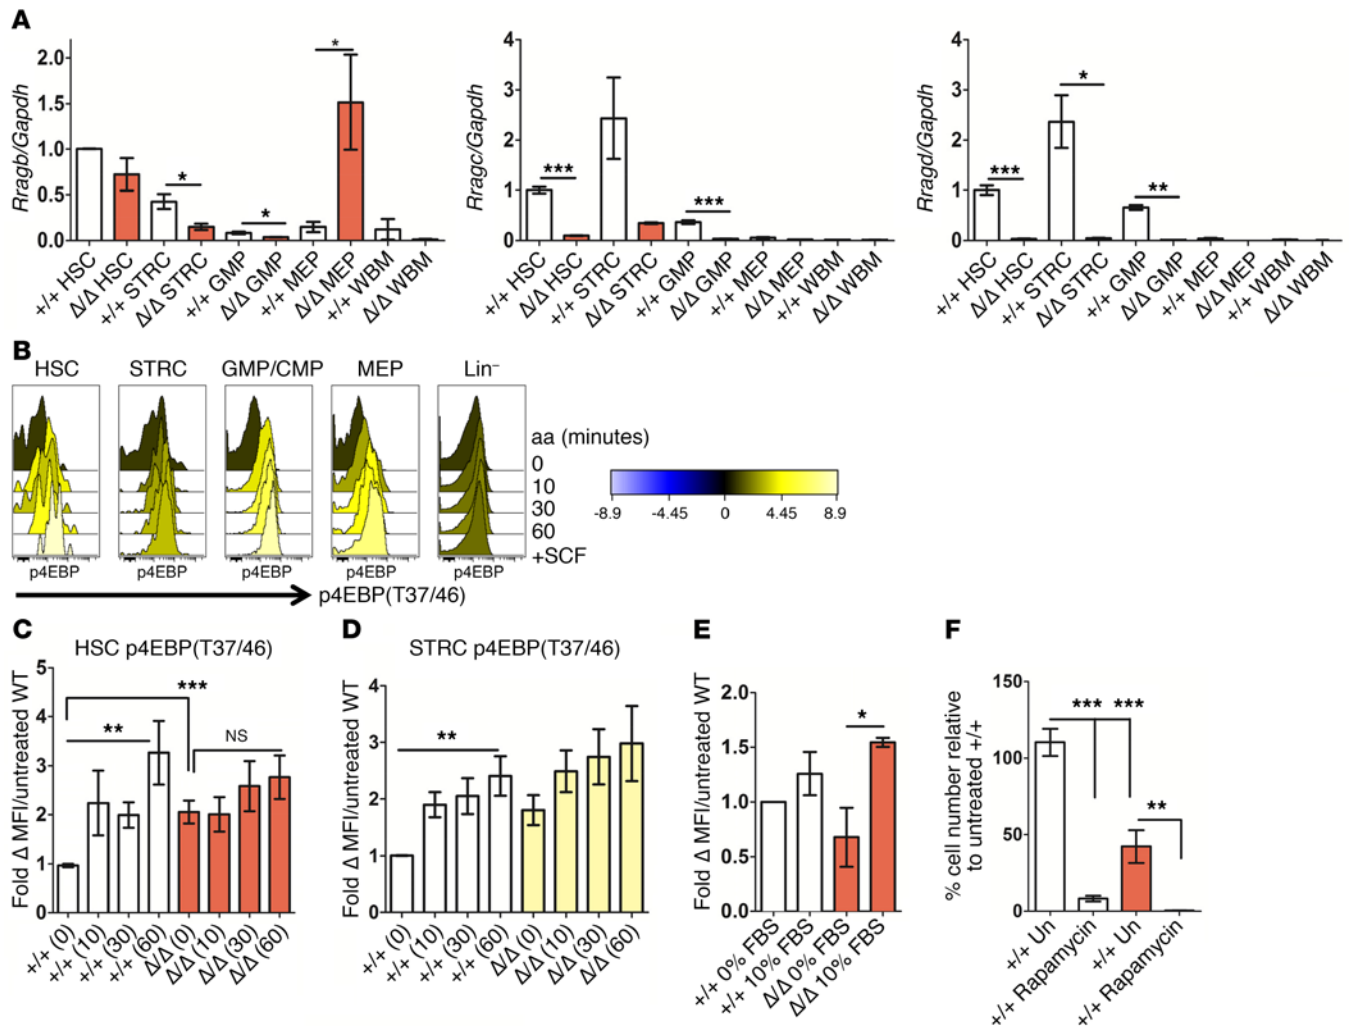 A
Rragb/Gapdh
2.0
1.0
0.5
0.0
*
*
*
+/+ HSC
Δ/Δ HSC
+/+ STRC
Δ/Δ STRC
+/+ GMP
Δ/Δ GMP
+/+ MEP
Δ/Δ MEP
+/+ WBM
Δ/Δ WBM
Rragc/Gapdh
4
3
2
1
0
***
***
+/+ HSC
Δ/Δ HSC
+/+ STRC
Δ/Δ STRC
+/+ GMP
Δ/Δ GMP
+/+ MEP
Δ/Δ MEP
+/+ WBM
Δ/Δ WBM
Rragd/Gapdh
4
3
2
1
0
***
*
**
+/+ HSC
Δ/Δ HSC
+/+ STRC
Δ/Δ STRC
+/+ GMP
Δ/Δ GMP
+/+ MEP
Δ/Δ MEP
+/+ WBM
Δ/Δ WBM
B
HSC STRC GMP/CMP MEP Lin⁻
aa (minutes)
0
10
30
60
+SCF
p4EBP p4EBP p4EBP p4EBP p4EBP
p4EBP(T37/46)
-8.9 -4.45 0 4.45 8.9
C
HSC p4EBP(T37/46)
Fold Δ MFI/untreated WT
5
4
3
2
1
0
***
**
NS
+/+ (0)
+/+ (10)
+/+ (30)
+/+ (60)
Δ/Δ (0)
Δ/Δ (10)
Δ/Δ (30)
Δ/Δ (60)
D
STRC p4EBP(T37/46)
Fold Δ MFI/untreated WT
4
3
2
1
0
**
+/+ (0)
+/+ (10)
+/+ (30)
+/+ (60)
Δ/Δ (0)
Δ/Δ (10)
Δ/Δ (30)
Δ/Δ (60)
E
Fold Δ MFI/untreated WT
2.0
1.5
1.0
0.5
0.0
*
+/+ 0% FBS
+/+ 10% FBS
Δ/Δ 0% FBS
Δ/Δ 10% FBS
F
% cell number relative
to untreated +/+
150
100
50
0
*** ***
**
+/+ Un
+/+ Rapamycin
+/+ Un
+/+ Rapamycin